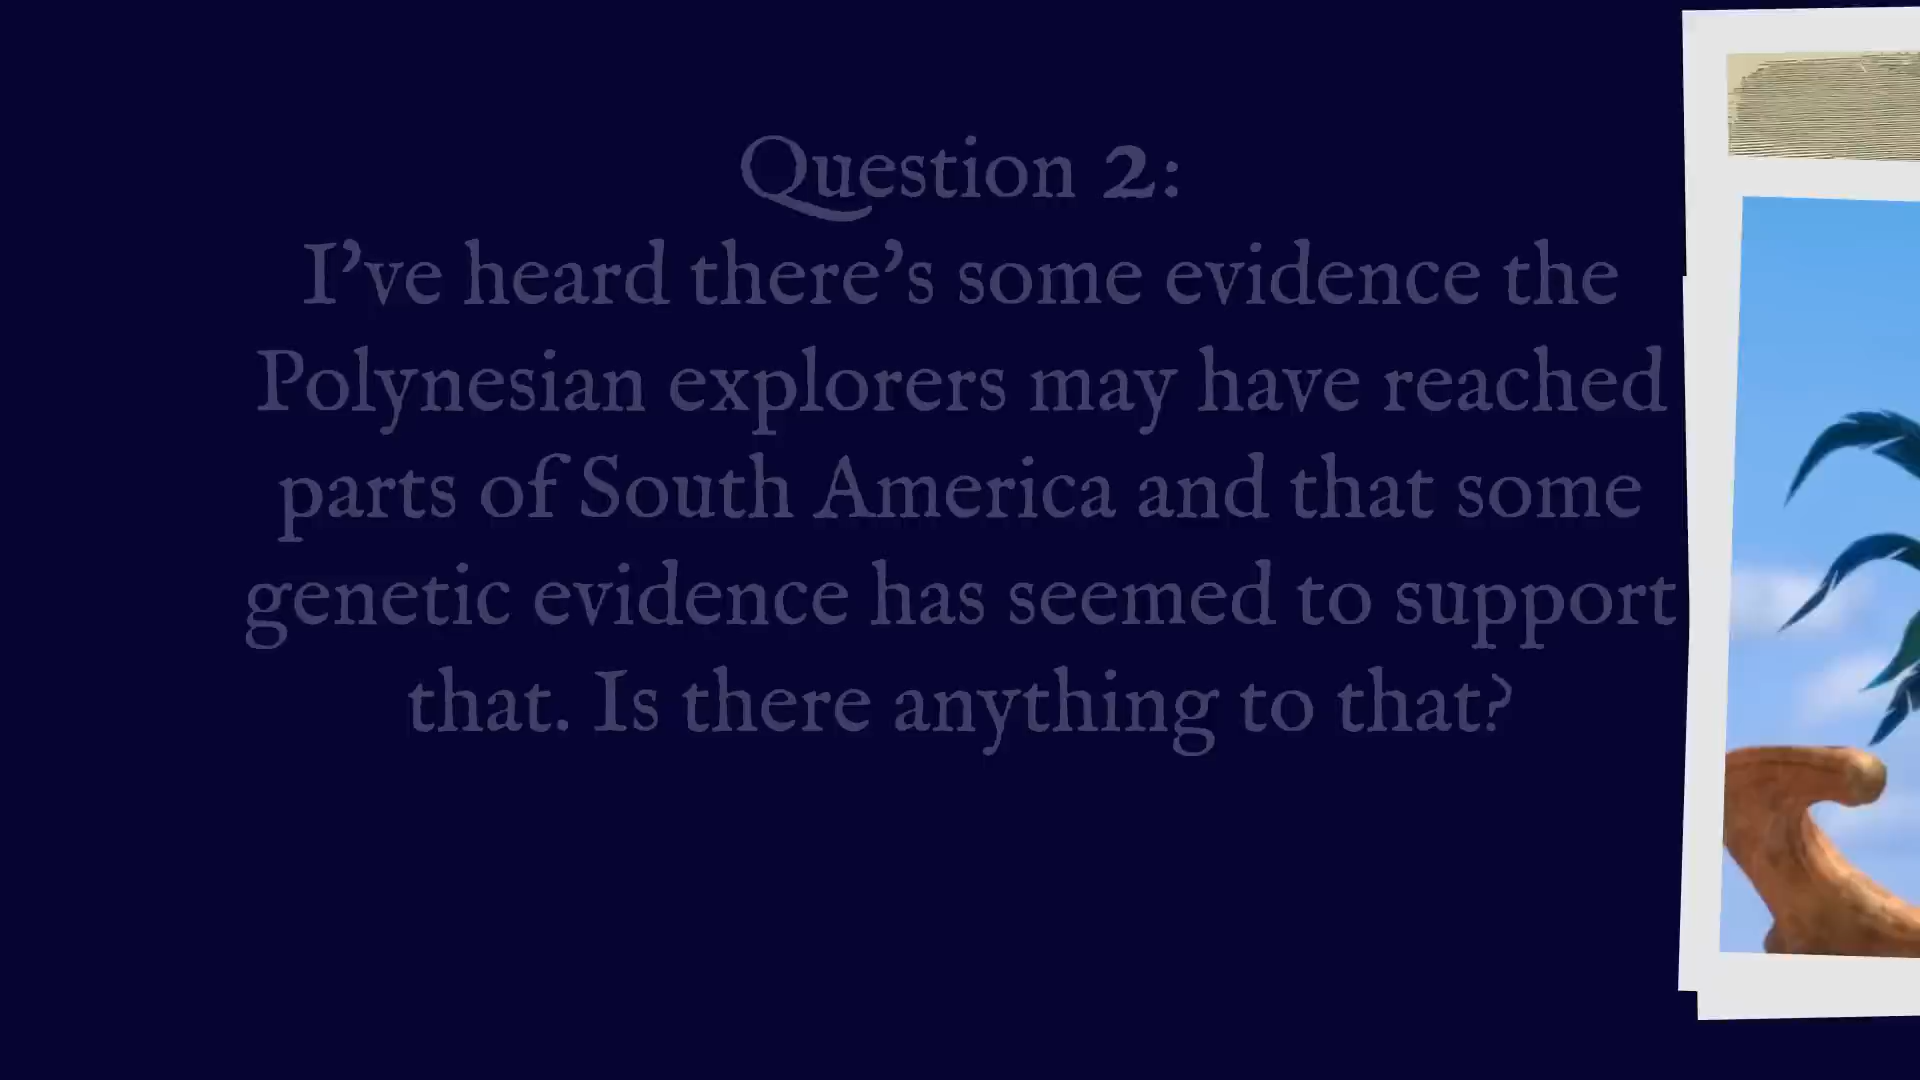 Question 2:
I’ve heard there’s some evidence the
Polynesian explorers may have reached
parts of South America and that some
genetic evidence has seemed to support
that. Is there anything to that?